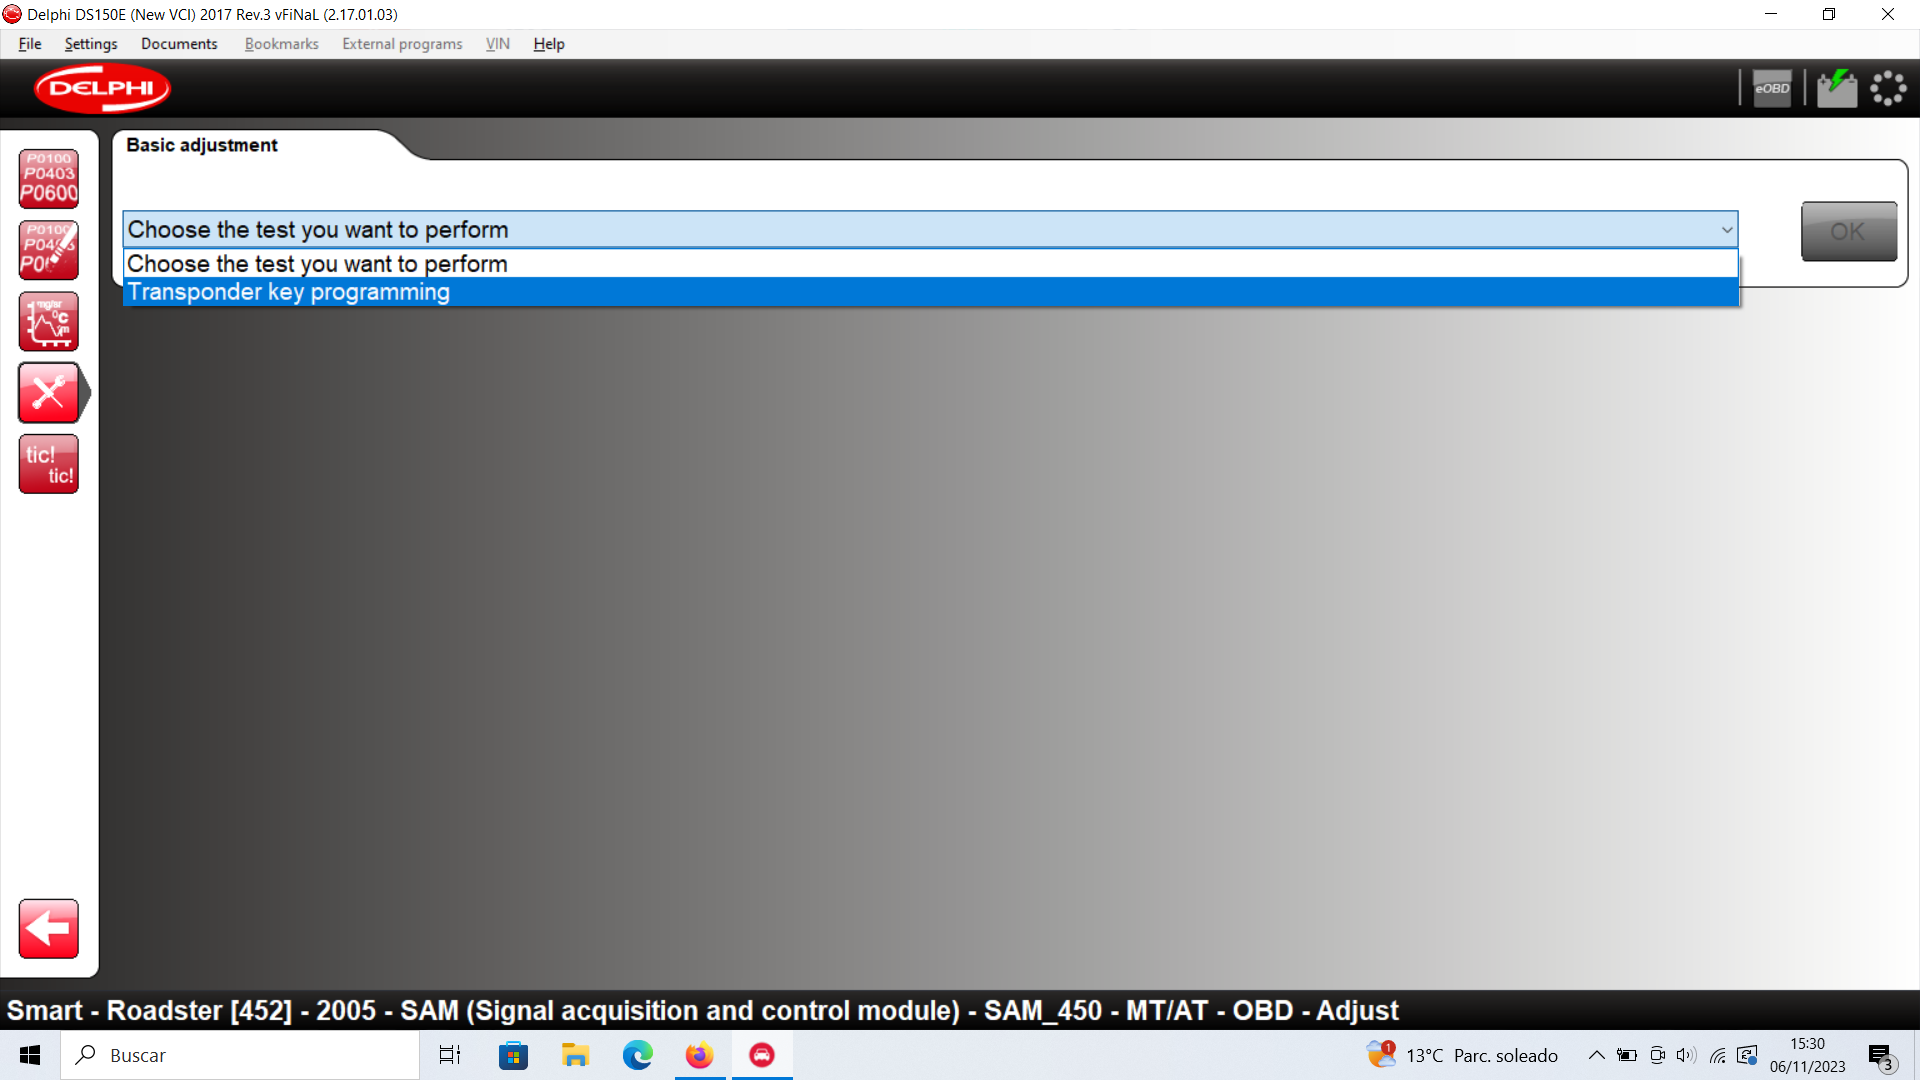 Delphi DS150E (New VCI) 2017 Rev.3 vFiNaL (2.17.01.03)
File Settings Documents Bookmarks External programs VIN Help
DELPHI
eOBD
Basic adjustment
P0100
P0403
P0600
Choose the test you want to perform
OK
Choose the test you want to perform
Transponder key programming
P0100
mg/sr
°C
tic!
tic!
Smart - Roadster [452] - 2005 - SAM (Signal acquisition and control module) - SAM_450 - MT/AT - OBD - Adjust
Buscar
1
13°C Parc. soleado
15:30
06/11/2023
3